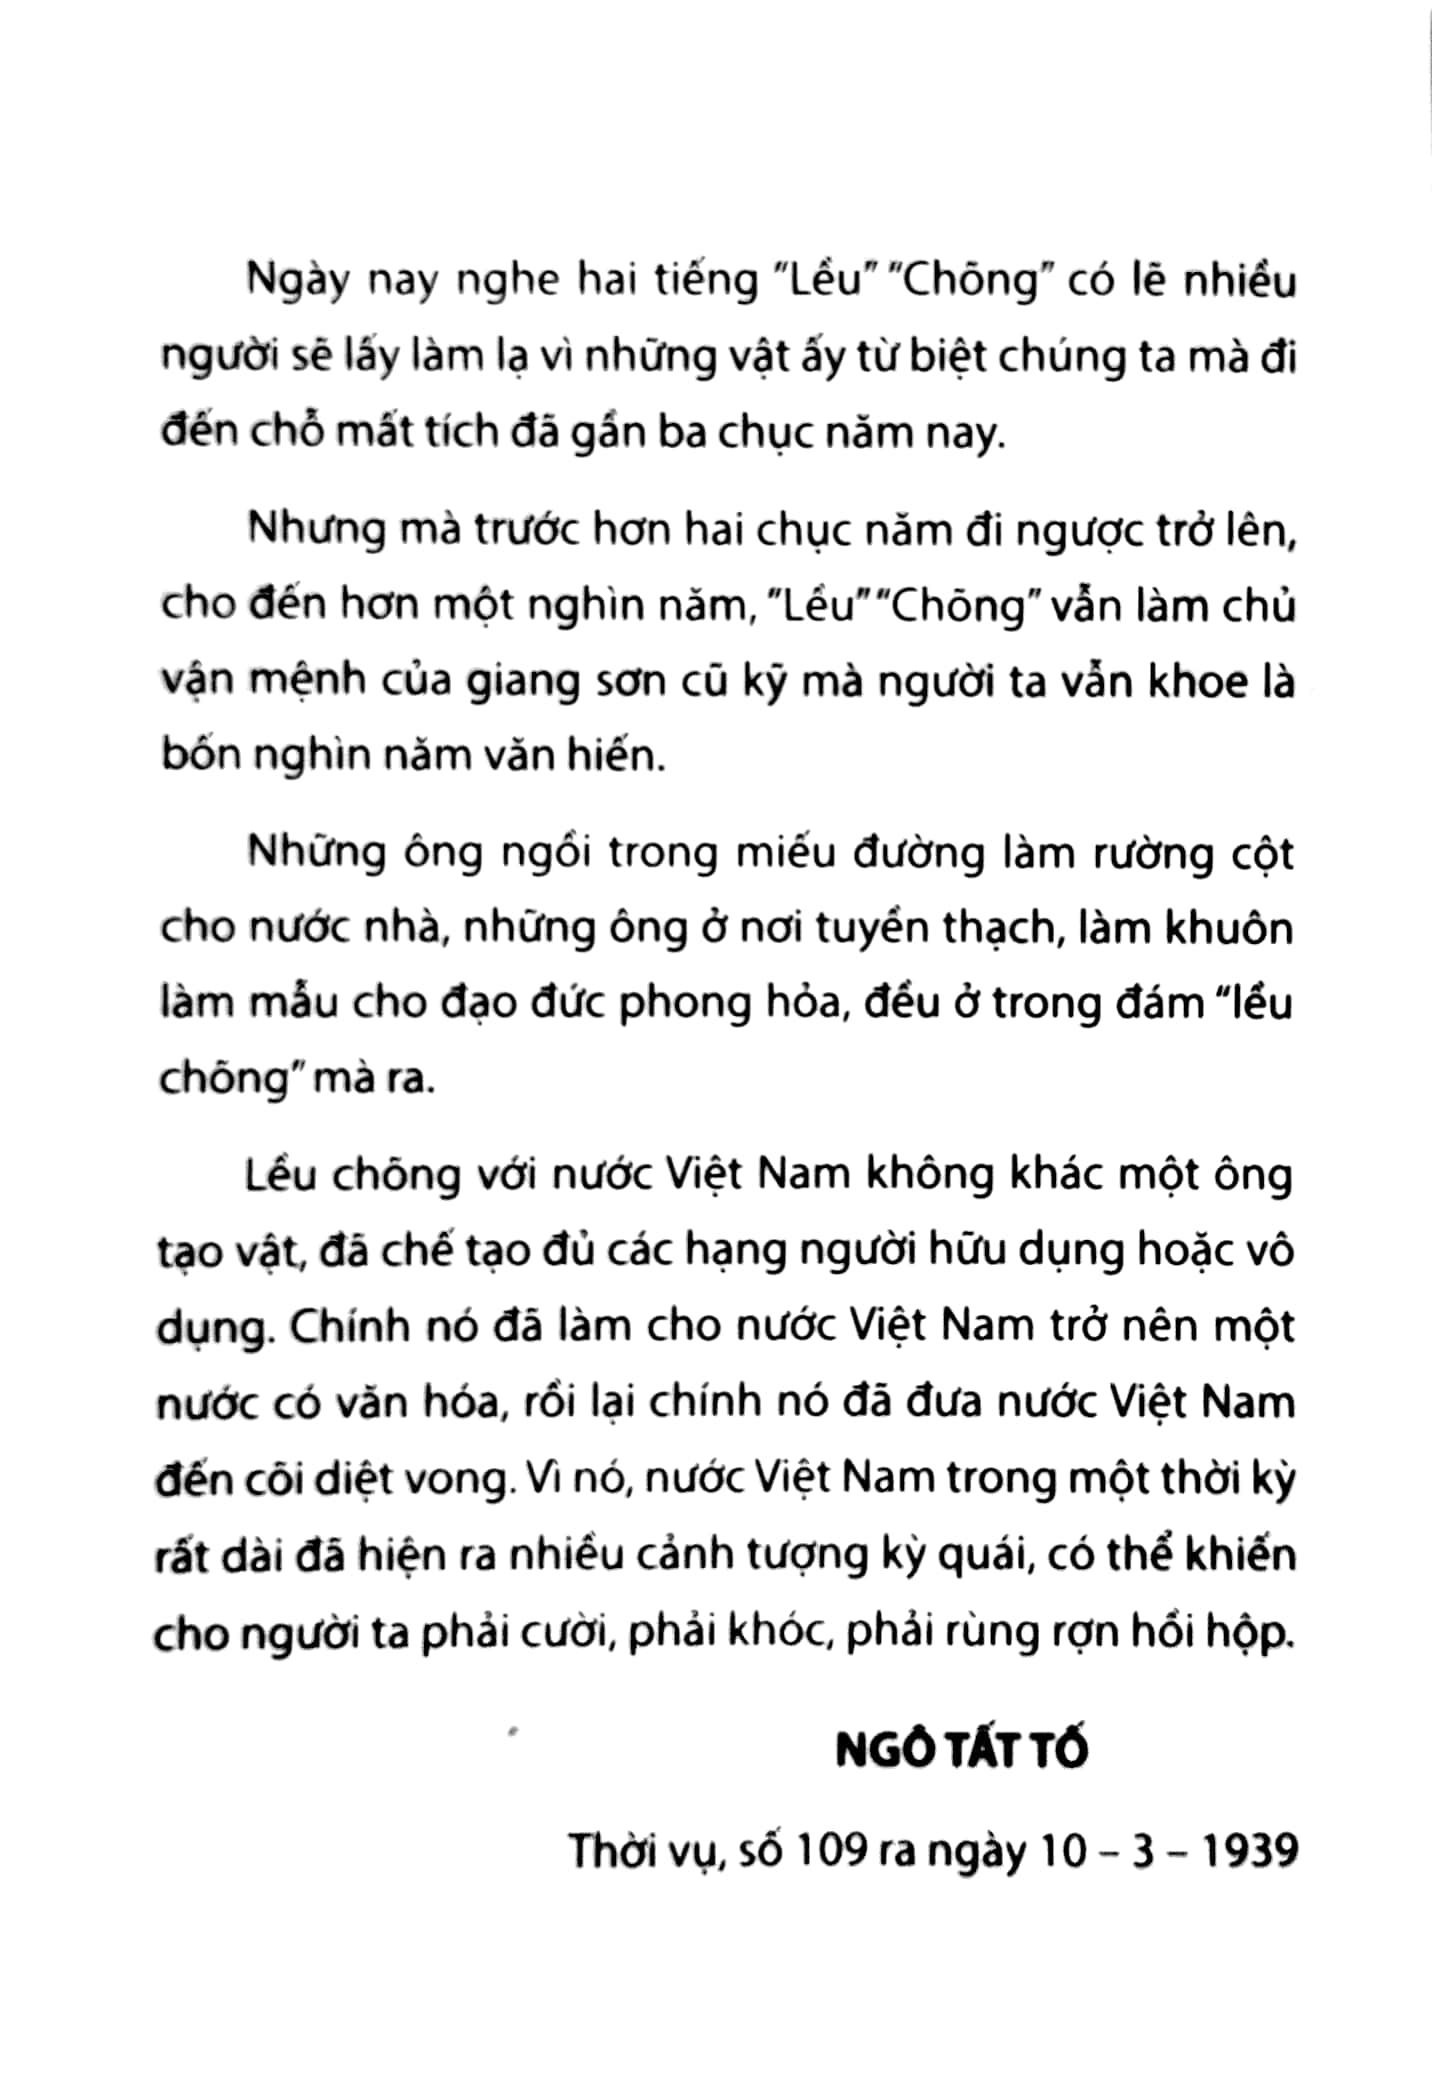 Ngày nay nghe hai tiếng "Lều" "Chõng" có lẽ nhiều
người sẽ lấy làm lạ vì những vật ấy từ biệt chúng ta mà đi
đến chỗ mất tích đã gần ba chục năm nay.
Nhưng mà trước hơn hai chục năm đi ngược trở lên,
cho đến hơn một nghìn năm, "Lều" "Chõng" vẫn làm chủ
vận mệnh của giang sơn cũ kỹ mà người ta vẫn khoe là
bốn nghìn năm văn hiến.
Những ông ngồi trong miếu đường làm rường cột
cho nước nhà, những ông ở nơi tuyền thạch, làm khuôn
làm mẫu cho đạo đức phong hỏa, đều ở trong đám "lều
chõng" mà ra.
Lều chõng với nước Việt Nam không khác một ông
tạo vật, đã chế tạo đủ các hạng người hữu dụng hoặc vô
dụng. Chính nó đã làm cho nước Việt Nam trở nên một
nước có văn hóa, rồi lại chính nó đã đưa nước Việt Nam
đến cõi diệt vong. Vì nó, nước Việt Nam trong một thời kỳ
rất dài đã hiện ra nhiều cảnh tượng kỳ quái, có thể khiến
cho người ta phải cười, phải khóc, phải rùng rợn hồi hộp.
NGÔ TẤT TỐ
Thời vụ, số 109 ra ngày 10 – 3 – 1939